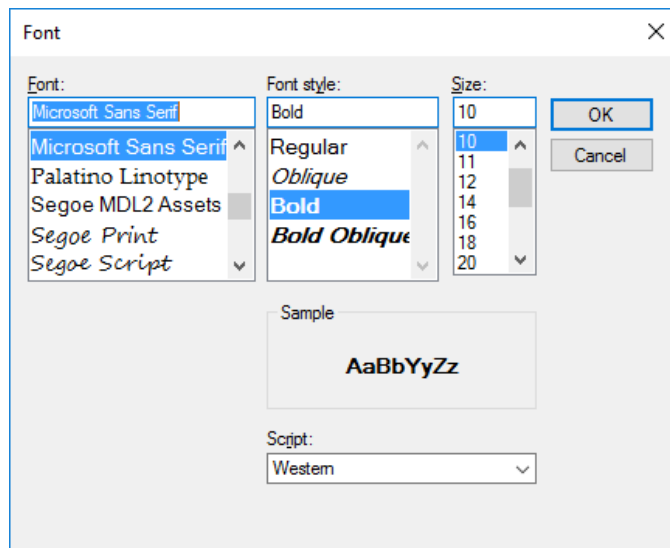 Font
Font:
Microsoft Sans Serif
Microsoft Sans Serif
Palatino Linotype
Segoe MDL2 Assets
Segoe Print
Segoe Script
Font style:
Bold
Regular
Oblique
Bold
Bold Oblique
Size:
10
10
11
12
14
16
18
20
OK
Cancel
Sample
AaBbYyZz
Script:
Western